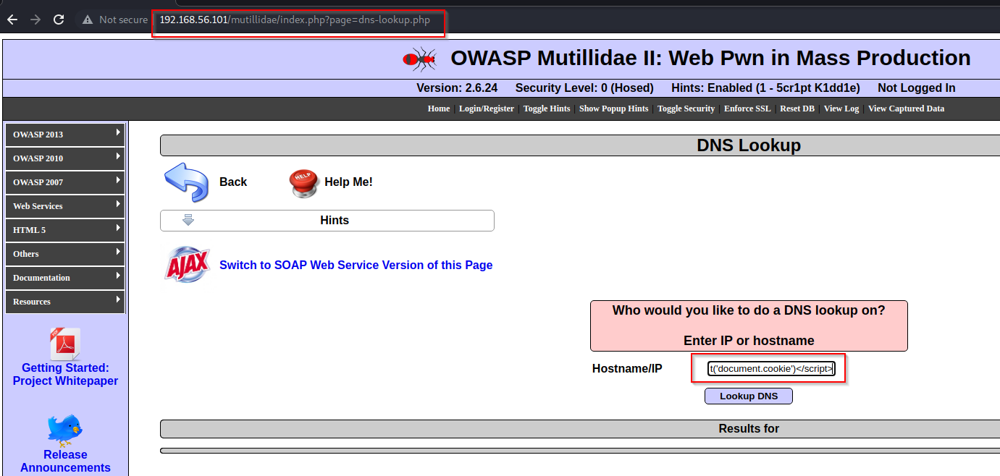 Not secure 192.168.56.101/mutillidae/index.php?page=dns-lookup.php
OWASP Mutillidae II: Web Pwn in Mass Production
Version: 2.6.24 Security Level: 0 (Hosed) Hints: Enabled (1 - 5cr1pt K1dd1e) Not Logged In
Home | Login/Register | Toggle Hints | Show Popup Hints | Toggle Security | Enforce SSL | Reset DB | View Log | View Captured Data
OWASP 2013
OWASP 2010
OWASP 2007
Web Services
HTML 5
Others
Documentation
Resources
PDF
Getting Started:
Project Whitepaper
Release
Announcements
DNS Lookup
Back
HELP
Help Me!
Hints
AJAX
Switch to SOAP Web Service Version of this Page
Who would you like to do a DNS lookup on?
Enter IP or hostname
Hostname/IP t('document.cookie')</script>
Lookup DNS
Results for